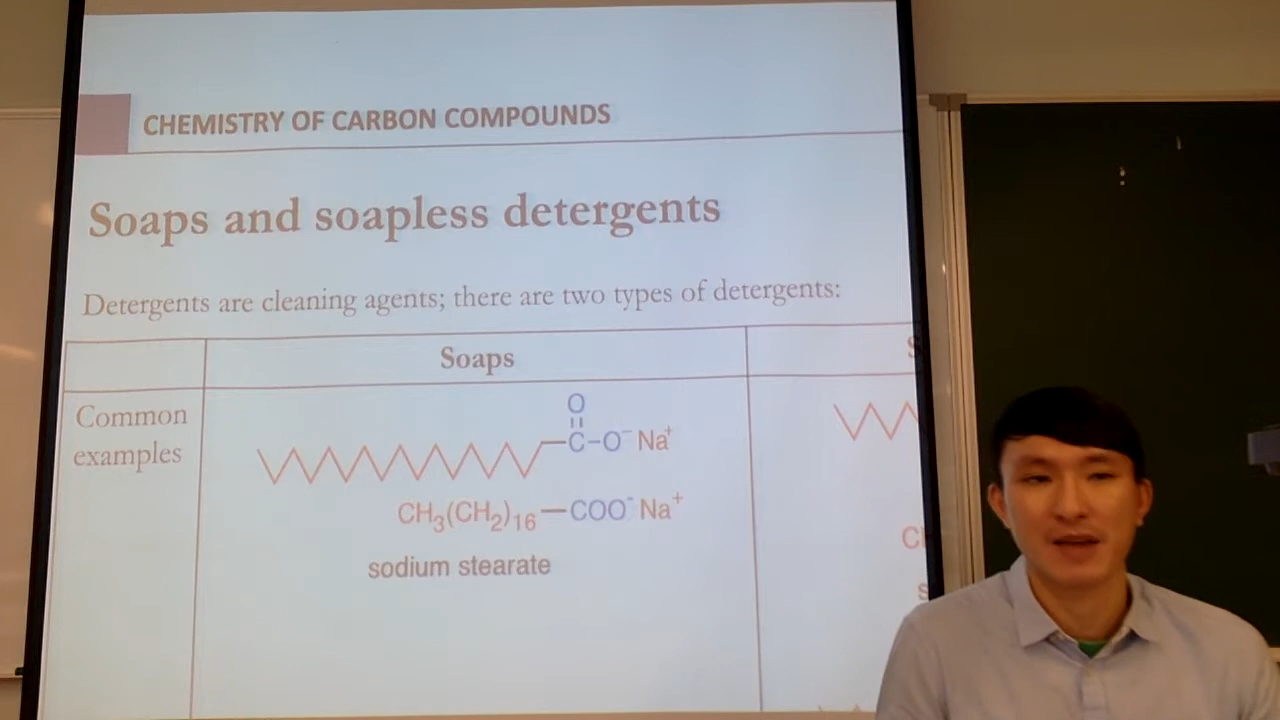 CHEMISTRY OF CARBON COMPOUNDS
Soaps and soapless detergents
Detergents are cleaning agents; there are two types of detergents:
Soaps
Common
examples
O
C–O⁻ Na⁺
CH₃(CH₂)₁₆—COO⁻ Na⁺
sodium stearate